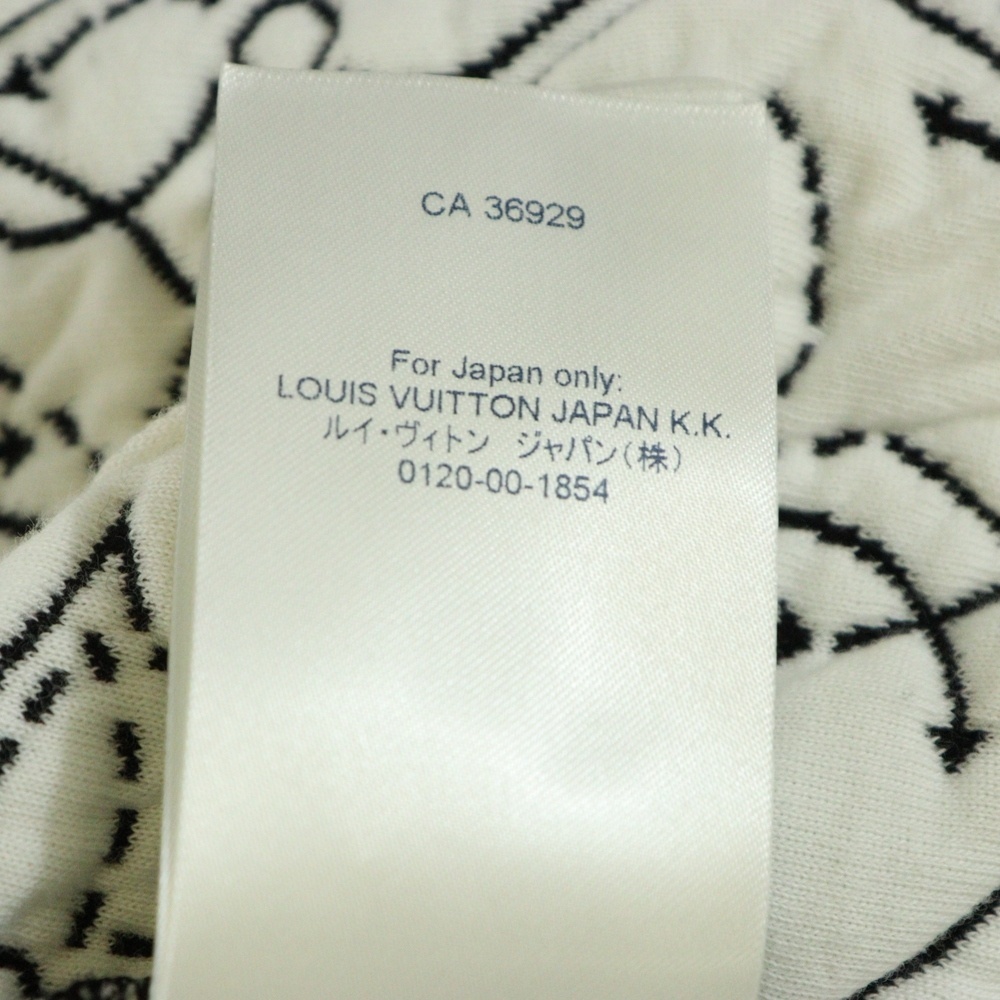 CA 36929
For Japan only:
LOUIS VUITTON JAPAN K.K.
ルイ・ヴィトン ジャパン(株)
0120-00-1854